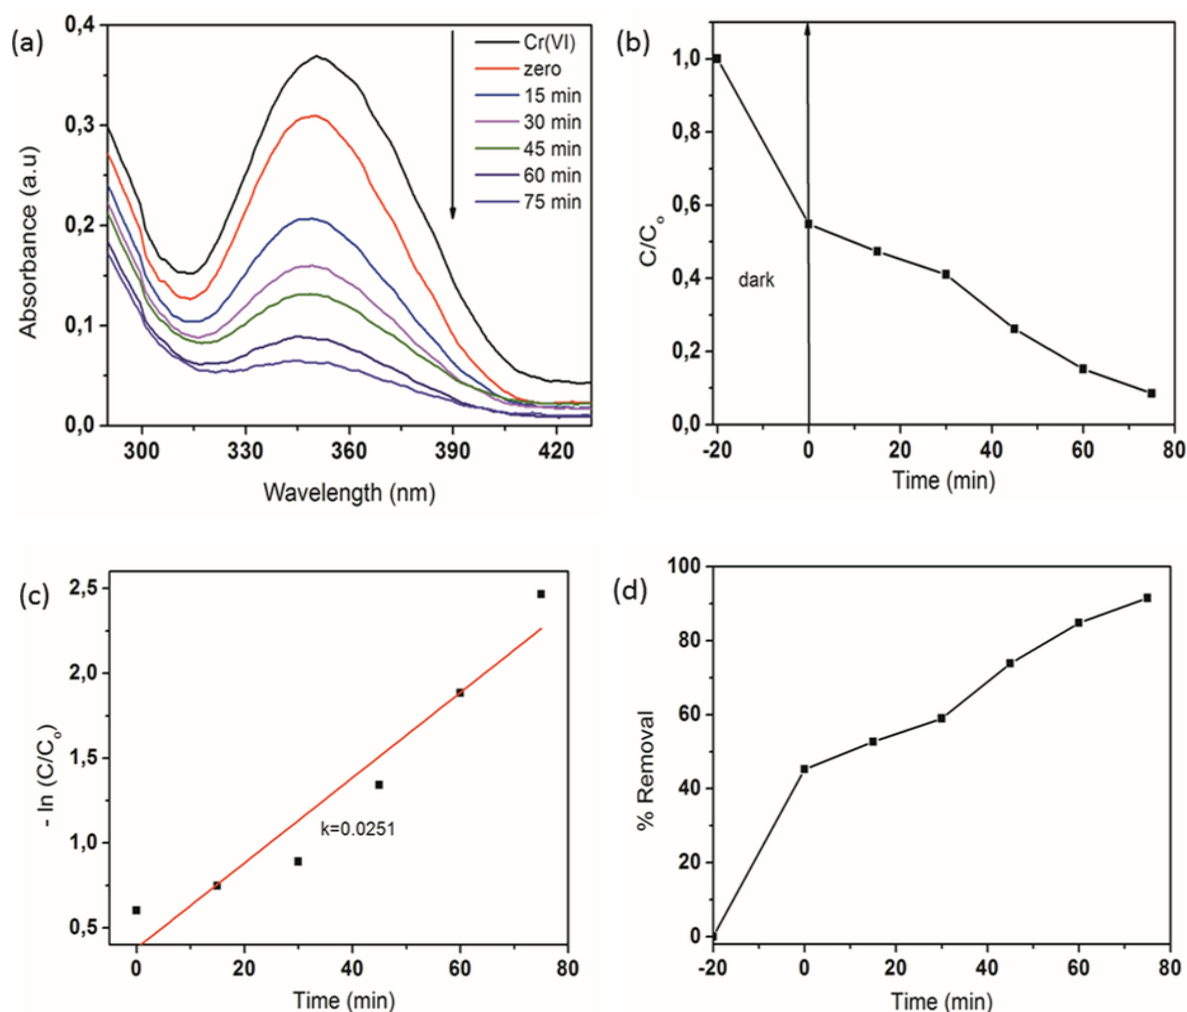 (a)
0,4
0,3
0,2
0,1
0,0
Absorbance (a.u)
300 330 360 390 420
Wavelength (nm)
Cr(VI)
zero
15 min
30 min
45 min
60 min
75 min
(b)
1,0
0,8
0,6
0,4
0,2
0,0
C/Co
dark
-20 0 20 40 60 80
Time (min)
(c)
2,5
2,0
1,5
1,0
0,5
- ln (C/Co)
k=0.0251
0 20 40 60 80
Time (min)
(d)
100
80
60
40
20
0
% Removal
-20 0 20 40 60 80
Time (min)